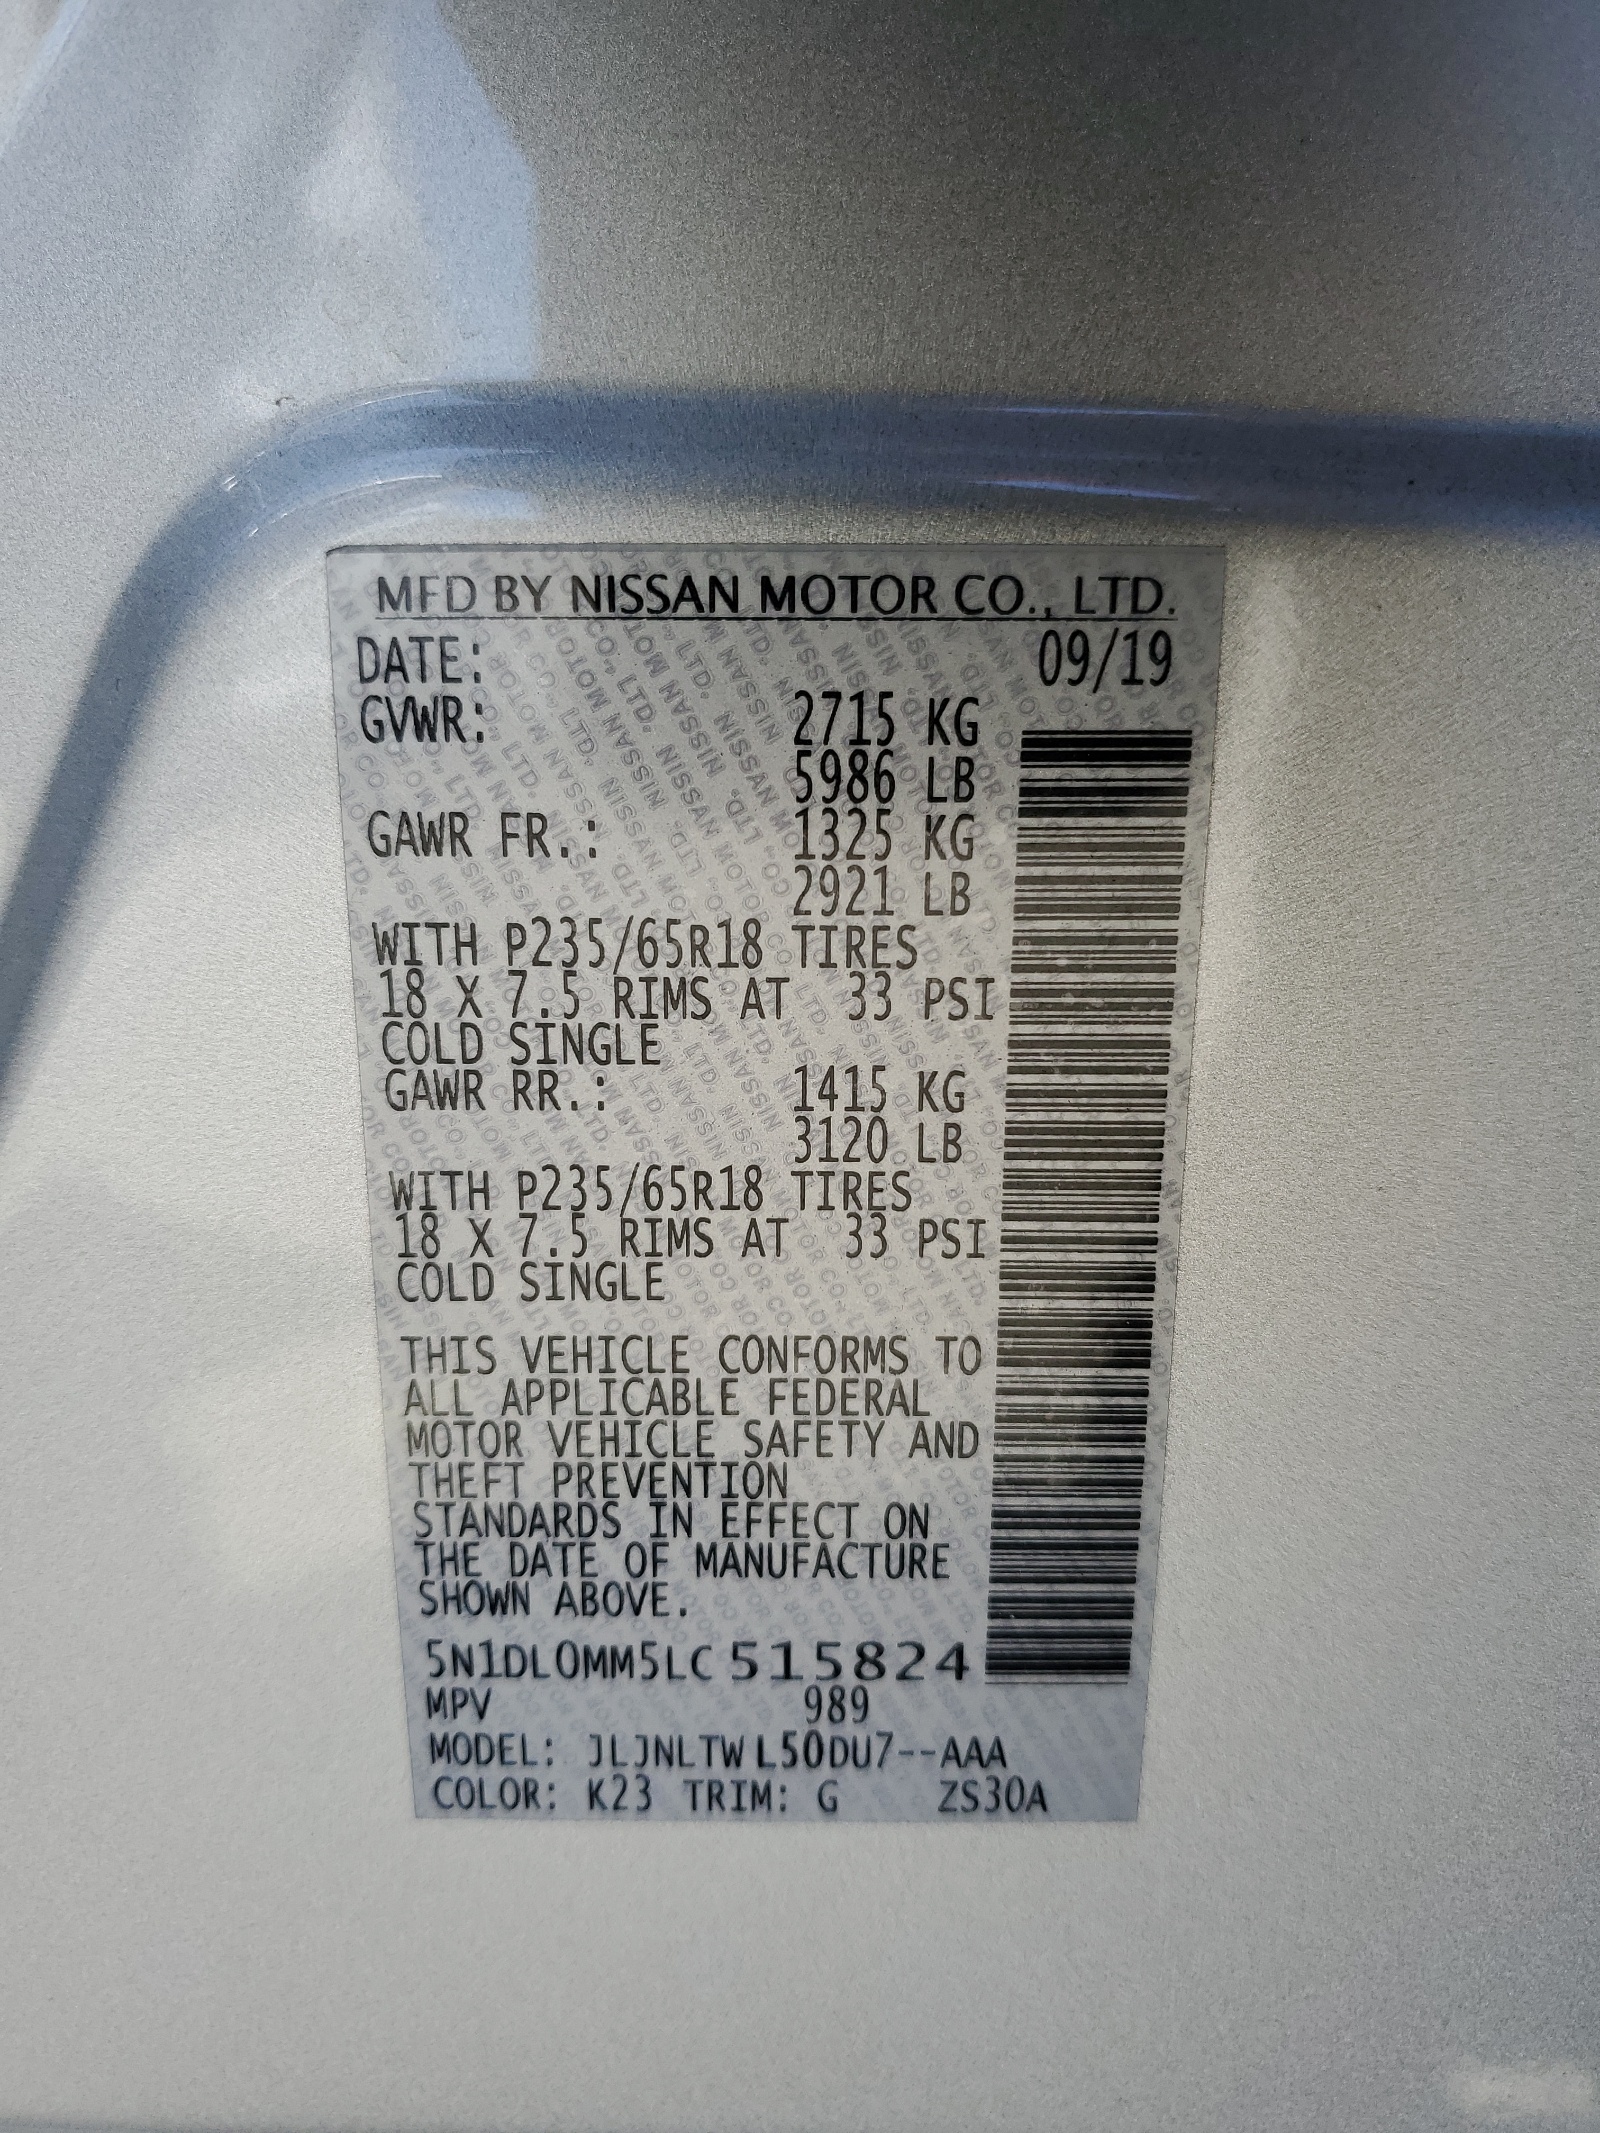 MFD BY NISSAN MOTOR CO., LTD.
DATE: 09/19
GVWR: 2715 KG
5986 LB
GAWR FR.: 1325 KG
2921 LB
WITH P235/65R18 TIRES
18 X 7.5 RIMS AT 33 PSI
COLD SINGLE
GAWR RR.: 1415 KG
3120 LB
WITH P235/65R18 TIRES
18 X 7.5 RIMS AT 33 PSI
COLD SINGLE
THIS VEHICLE CONFORMS TO
ALL APPLICABLE FEDERAL
MOTOR VEHICLE SAFETY AND
THEFT PREVENTION
STANDARDS IN EFFECT ON
THE DATE OF MANUFACTURE
SHOWN ABOVE.
5N1DL0MM5LC515824
MPV 989
MODEL: JLJNLTWL50DU7--AAA
COLOR: K23 TRIM: G ZS30A